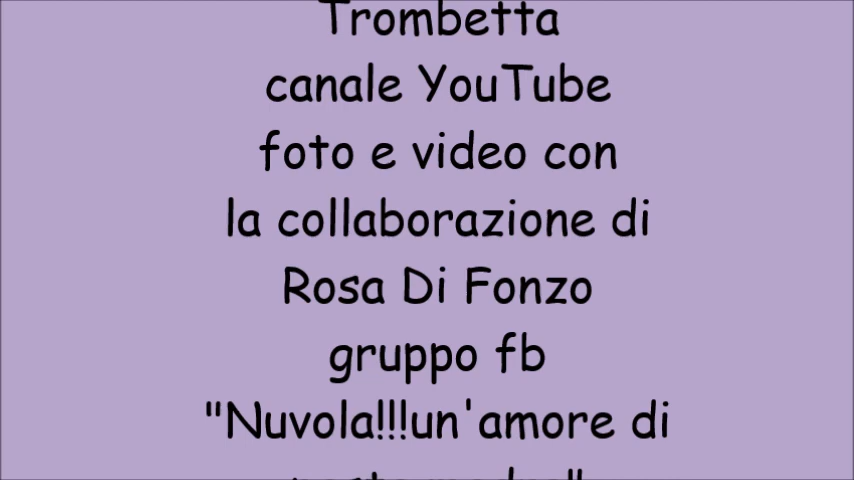 Trombetta
canale YouTube
foto e video con
la collaborazione di
Rosa Di Fonzo
gruppo fb
"Nuvola!!!un'amore di